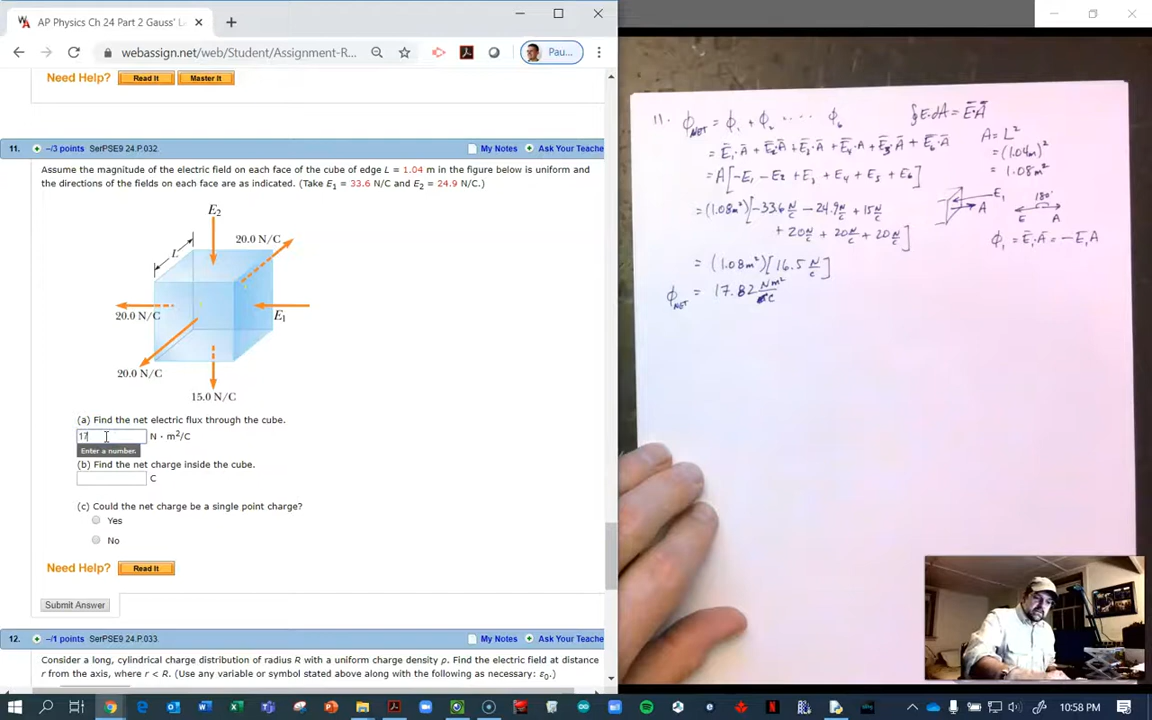 AP Physics Ch 24 Part 2 Gauss' L
webassign.net/web/Student/Assignment-R...
Pau...
Need Help? Read It Master It
11. –/3 points SerPSE9 24.P.032. My Notes Ask Your Teache
Assume the magnitude of the electric field on each face of the cube of edge L = 1.04 m in the figure below is uniform and
the directions of the fields on each face are as indicated. (Take E1 = 33.6 N/C and E2 = 24.9 N/C.)
E2
20.0 N/C
L
20.0 N/C
E1
20.0 N/C
15.0 N/C
(a) Find the net electric flux through the cube.
17 N · m²/C
Enter a number.
(b) Find the net charge inside the cube.
C
(c) Could the net charge be a single point charge?
Yes
No
Need Help? Read It
Submit Answer
12. –/1 points SerPSE9 24.P.033. My Notes Ask Your Teache
Consider a long, cylindrical charge distribution of radius R with a uniform charge density ρ. Find the electric field at distance
r from the axis, where r < R. (Use any variable or symbol stated above along with the following as necessary: ε0.)
11. ϕNET = ϕ1 + ϕ2 ..... ϕ6 ∮E·dA = E·A
= E1·A + E2·A + E3·A + E4·A + E5·A + E6·A
= A[-E1 - E2 + E3 + E4 + E5 + E6]
= (1.08m²)[-33.6 N/C - 24.9 N/C + 15 N/C
+ 20 N/C + 20 N/C + 20 N/C]
= (1.08m²)[16.5 N/C]
ϕNET = 17.82 Nm²/C
A = L²
= (1.04m)²
= 1.08m²
E1
A
180°
E A
ϕ1 = E1·A = -E1A
10:58 PM